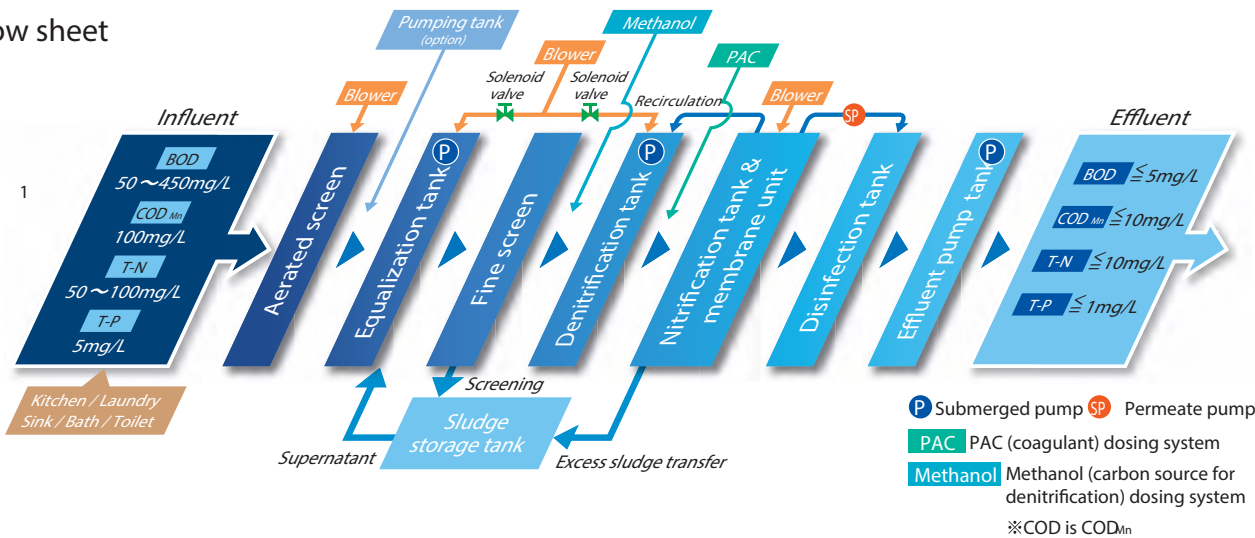 ow sheet
Pumping tank
(option)
Methanol
Blower
PAC
Blower
Solenoid
valve
Solenoid
valve
Recirculation
Blower
SP
Influent
Effluent
1
BOD
50～450mg/L
COD Mn
100mg/L
T-N
50～100mg/L
T-P
5mg/L
Kitchen / Laundry
Sink / Bath / Toilet
Aerated screen
Equalization tank
P
Fine screen
Denitrification tank
P
Nitrification tank &
membrane unit
Disinfection tank
Effluent pump tank
P
BOD ≦5mg/L
COD Mn ≦10mg/L
T-N ≦10mg/L
T-P ≦1mg/L
Screening
Sludge
storage tank
Supernatant
Excess sludge transfer
P Submerged pump SP Permeate pump
PAC PAC (coagulant) dosing system
Methanol Methanol (carbon source for
denitrification) dosing system
※COD is CODMn